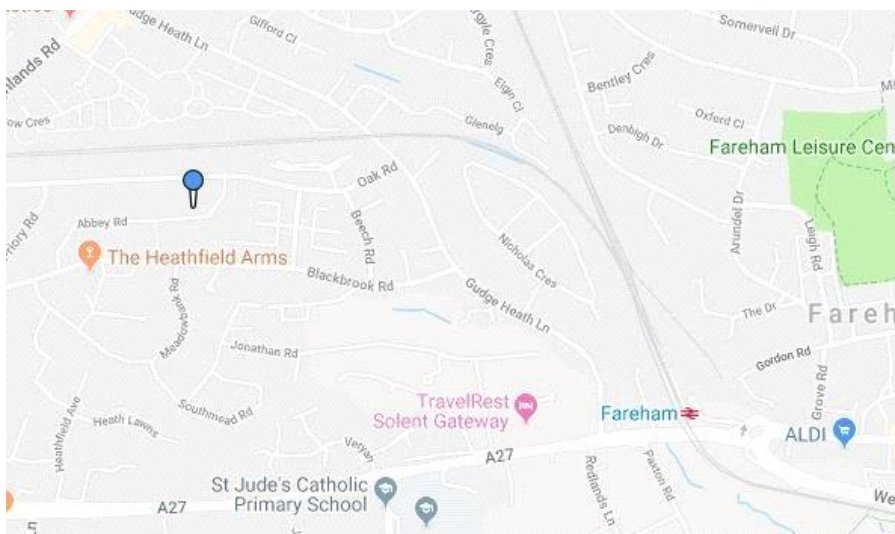 Gifford Cl
Somervell Dr
Bentley Cres
Elgin Cl
Oxford Cl
Glenelg
Denbigh Dr
Fareham Leisure Cen
Oak Rd
Abbey Rd
Beech Rd
Arundel Dr
Leigh Rd
The Heathfield Arms
Nicholas Cres
Blackbrook Rd
Gudge Heath Ln
Meadowbank Rd
The Dr
Fareh
Jonathan Rd
Gordon Rd
Grove Rd
TravelRest
Solent Gateway
Fareham
Southmead Rd
Heathfield Ave
Heath Lawns
ALDI
Veryan
A27
Redlands Ln
Paxton Rd
St Jude's Catholic
Primary School
A27
We